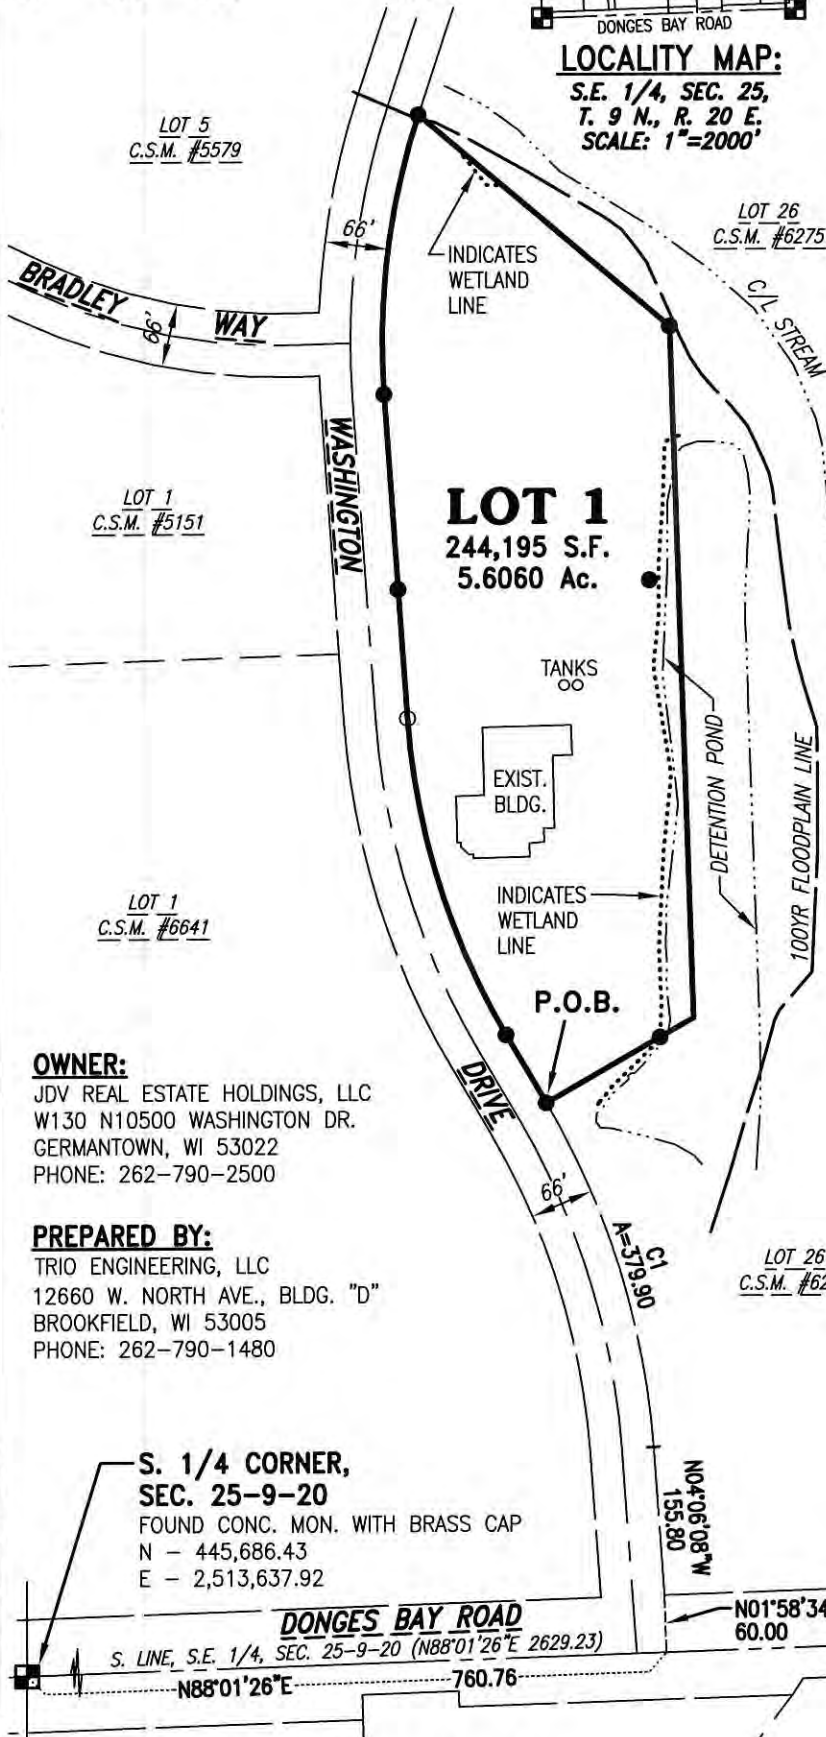 DONGES BAY ROAD
LOCALITY MAP:
S.E. 1/4, SEC. 25,
T. 9 N., R. 20 E.
SCALE: 1"=2000'
LOT 5
C.S.M. #5579
LOT 26
C.S.M. #6275
66'
INDICATES
WETLAND
LINE
C/L STREAM
BRADLEY WAY
66'
WASHINGTON
LOT 1
C.S.M. #5151
LOT 1
244,195 S.F.
5.6060 Ac.
TANKS
EXIST.
BLDG.
DETENTION POND
100YR FLOODPLAIN LINE
LOT 1
C.S.M. #6641
INDICATES
WETLAND
LINE
P.O.B.
DRIVE
OWNER:
JDV REAL ESTATE HOLDINGS, LLC
W130 N10500 WASHINGTON DR.
GERMANTOWN, WI 53022
PHONE: 262-790-2500
66'
C1
A=379.90
PREPARED BY:
TRIO ENGINEERING, LLC
12660 W. NORTH AVE., BLDG. "D"
BROOKFIELD, WI 53005
PHONE: 262-790-1480
LOT 26
C.S.M. #62
S. 1/4 CORNER,
SEC. 25-9-20
FOUND CONC. MON. WITH BRASS CAP
N - 445,686.43
E - 2,513,637.92
N04°06'08"W
155.80
N01°58'34
60.00
DONGES BAY ROAD
S. LINE, S.E. 1/4, SEC. 25-9-20 (N88°01'26"E 2629.23)
N88°01'26"E 760.76